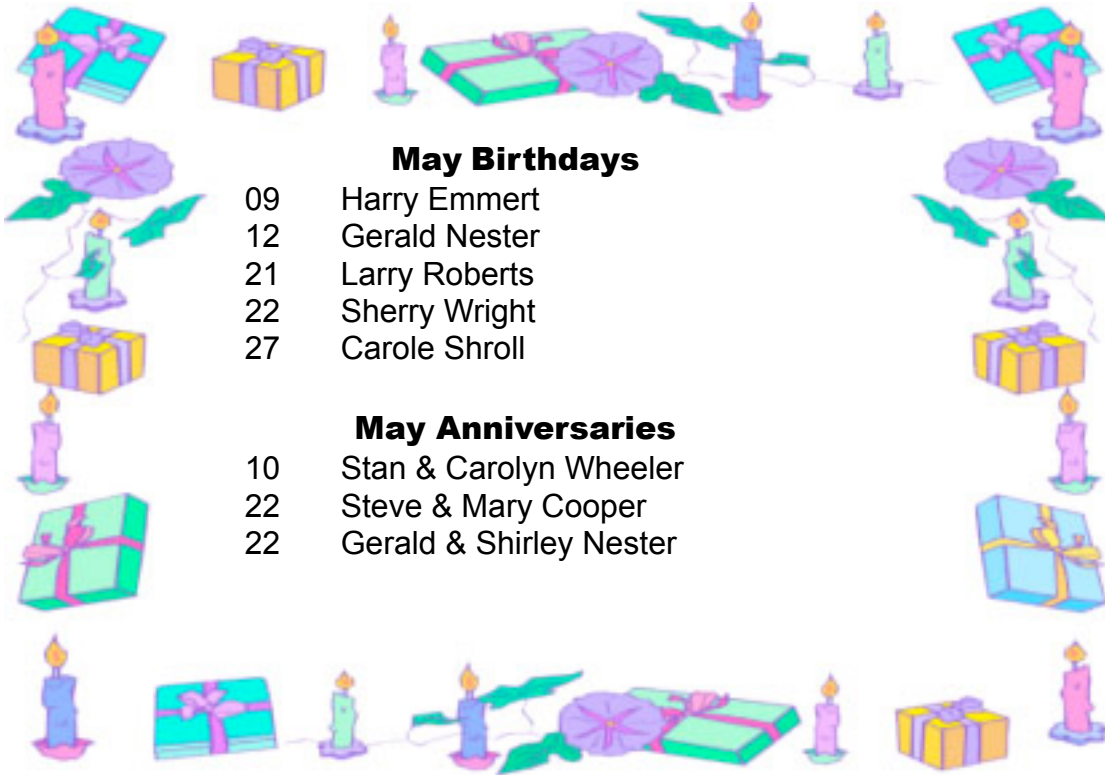 May Birthdays
09 Harry Emmert
12 Gerald Nester
21 Larry Roberts
22 Sherry Wright
27 Carole Shroll
May Anniversaries
10 Stan & Carolyn Wheeler
22 Steve & Mary Cooper
22 Gerald & Shirley Nester